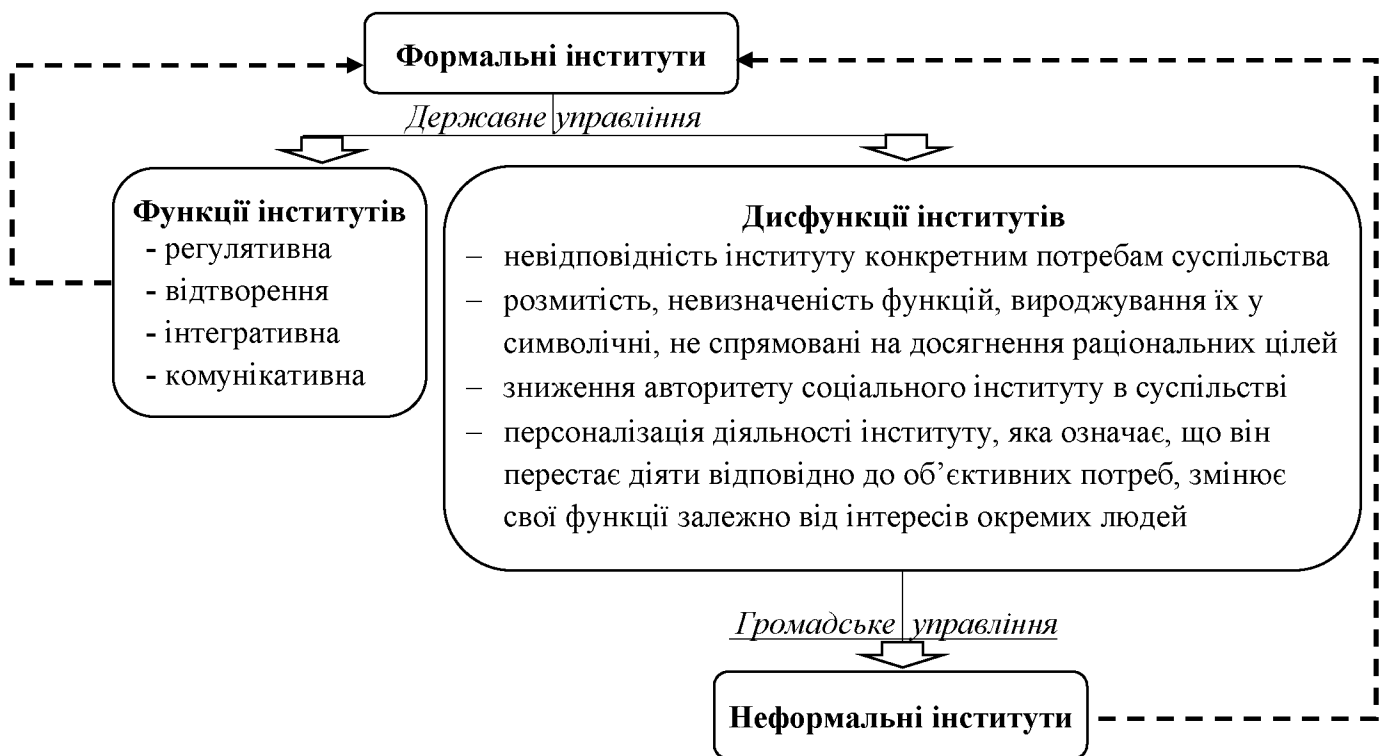 Формальні інститути
Державне управління
Функції інститутів
- регулятивна
- відтворення
- інтегративна
- комунікативна
Дисфункції інститутів
– невідповідність інституту конкретним потребам суспільства
– розмитість, невизначеність функцій, вироджування їх у
символічні, не спрямовані на досягнення раціональних цілей
– зниження авторитету соціального інституту в суспільстві
– персоналізація діяльності інституту, яка означає, що він
перестає діяти відповідно до об’єктивних потреб, змінює
свої функції залежно від інтересів окремих людей
Громадське управління
Неформальні інститути